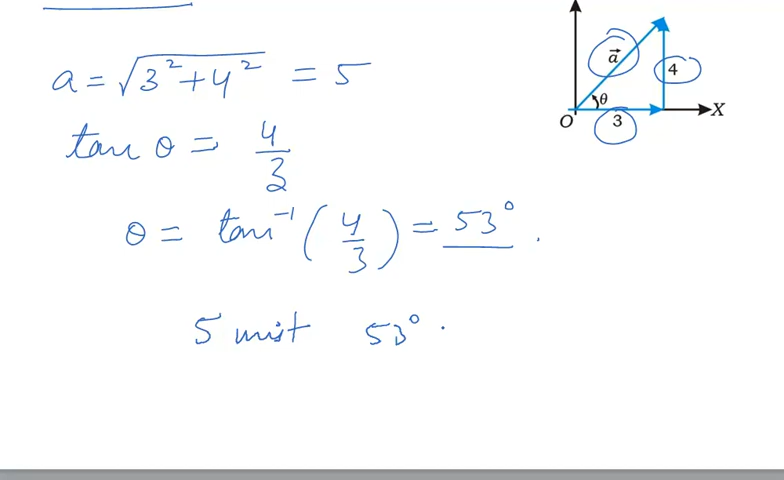 a = √3² + 4² = 5
tan θ = 4/3
θ = tan⁻¹ (4/3) = 53° .
5 unit 53° .
a⃗
4
θ
O
3
X